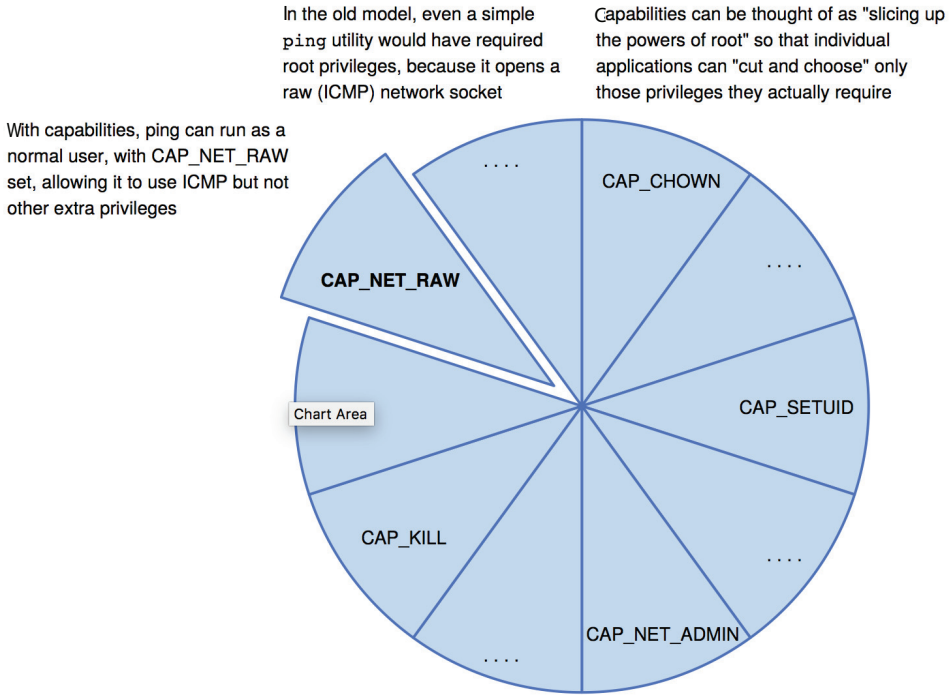 In the old model, even a simple
ping utility would have required
root privileges, because it opens a
raw (ICMP) network socket
Capabilities can be thought of as "slicing up
the powers of root" so that individual
applications can "cut and choose" only
those privileges they actually require
With capabilities, ping can run as a
normal user, with CAP_NET_RAW
set, allowing it to use ICMP but not
other extra privileges
. . . .
CAP_CHOWN
. . . .
CAP_NET_RAW
CAP_SETUID
Chart Area
CAP_KILL
. . . .
CAP_NET_ADMIN
. . . .